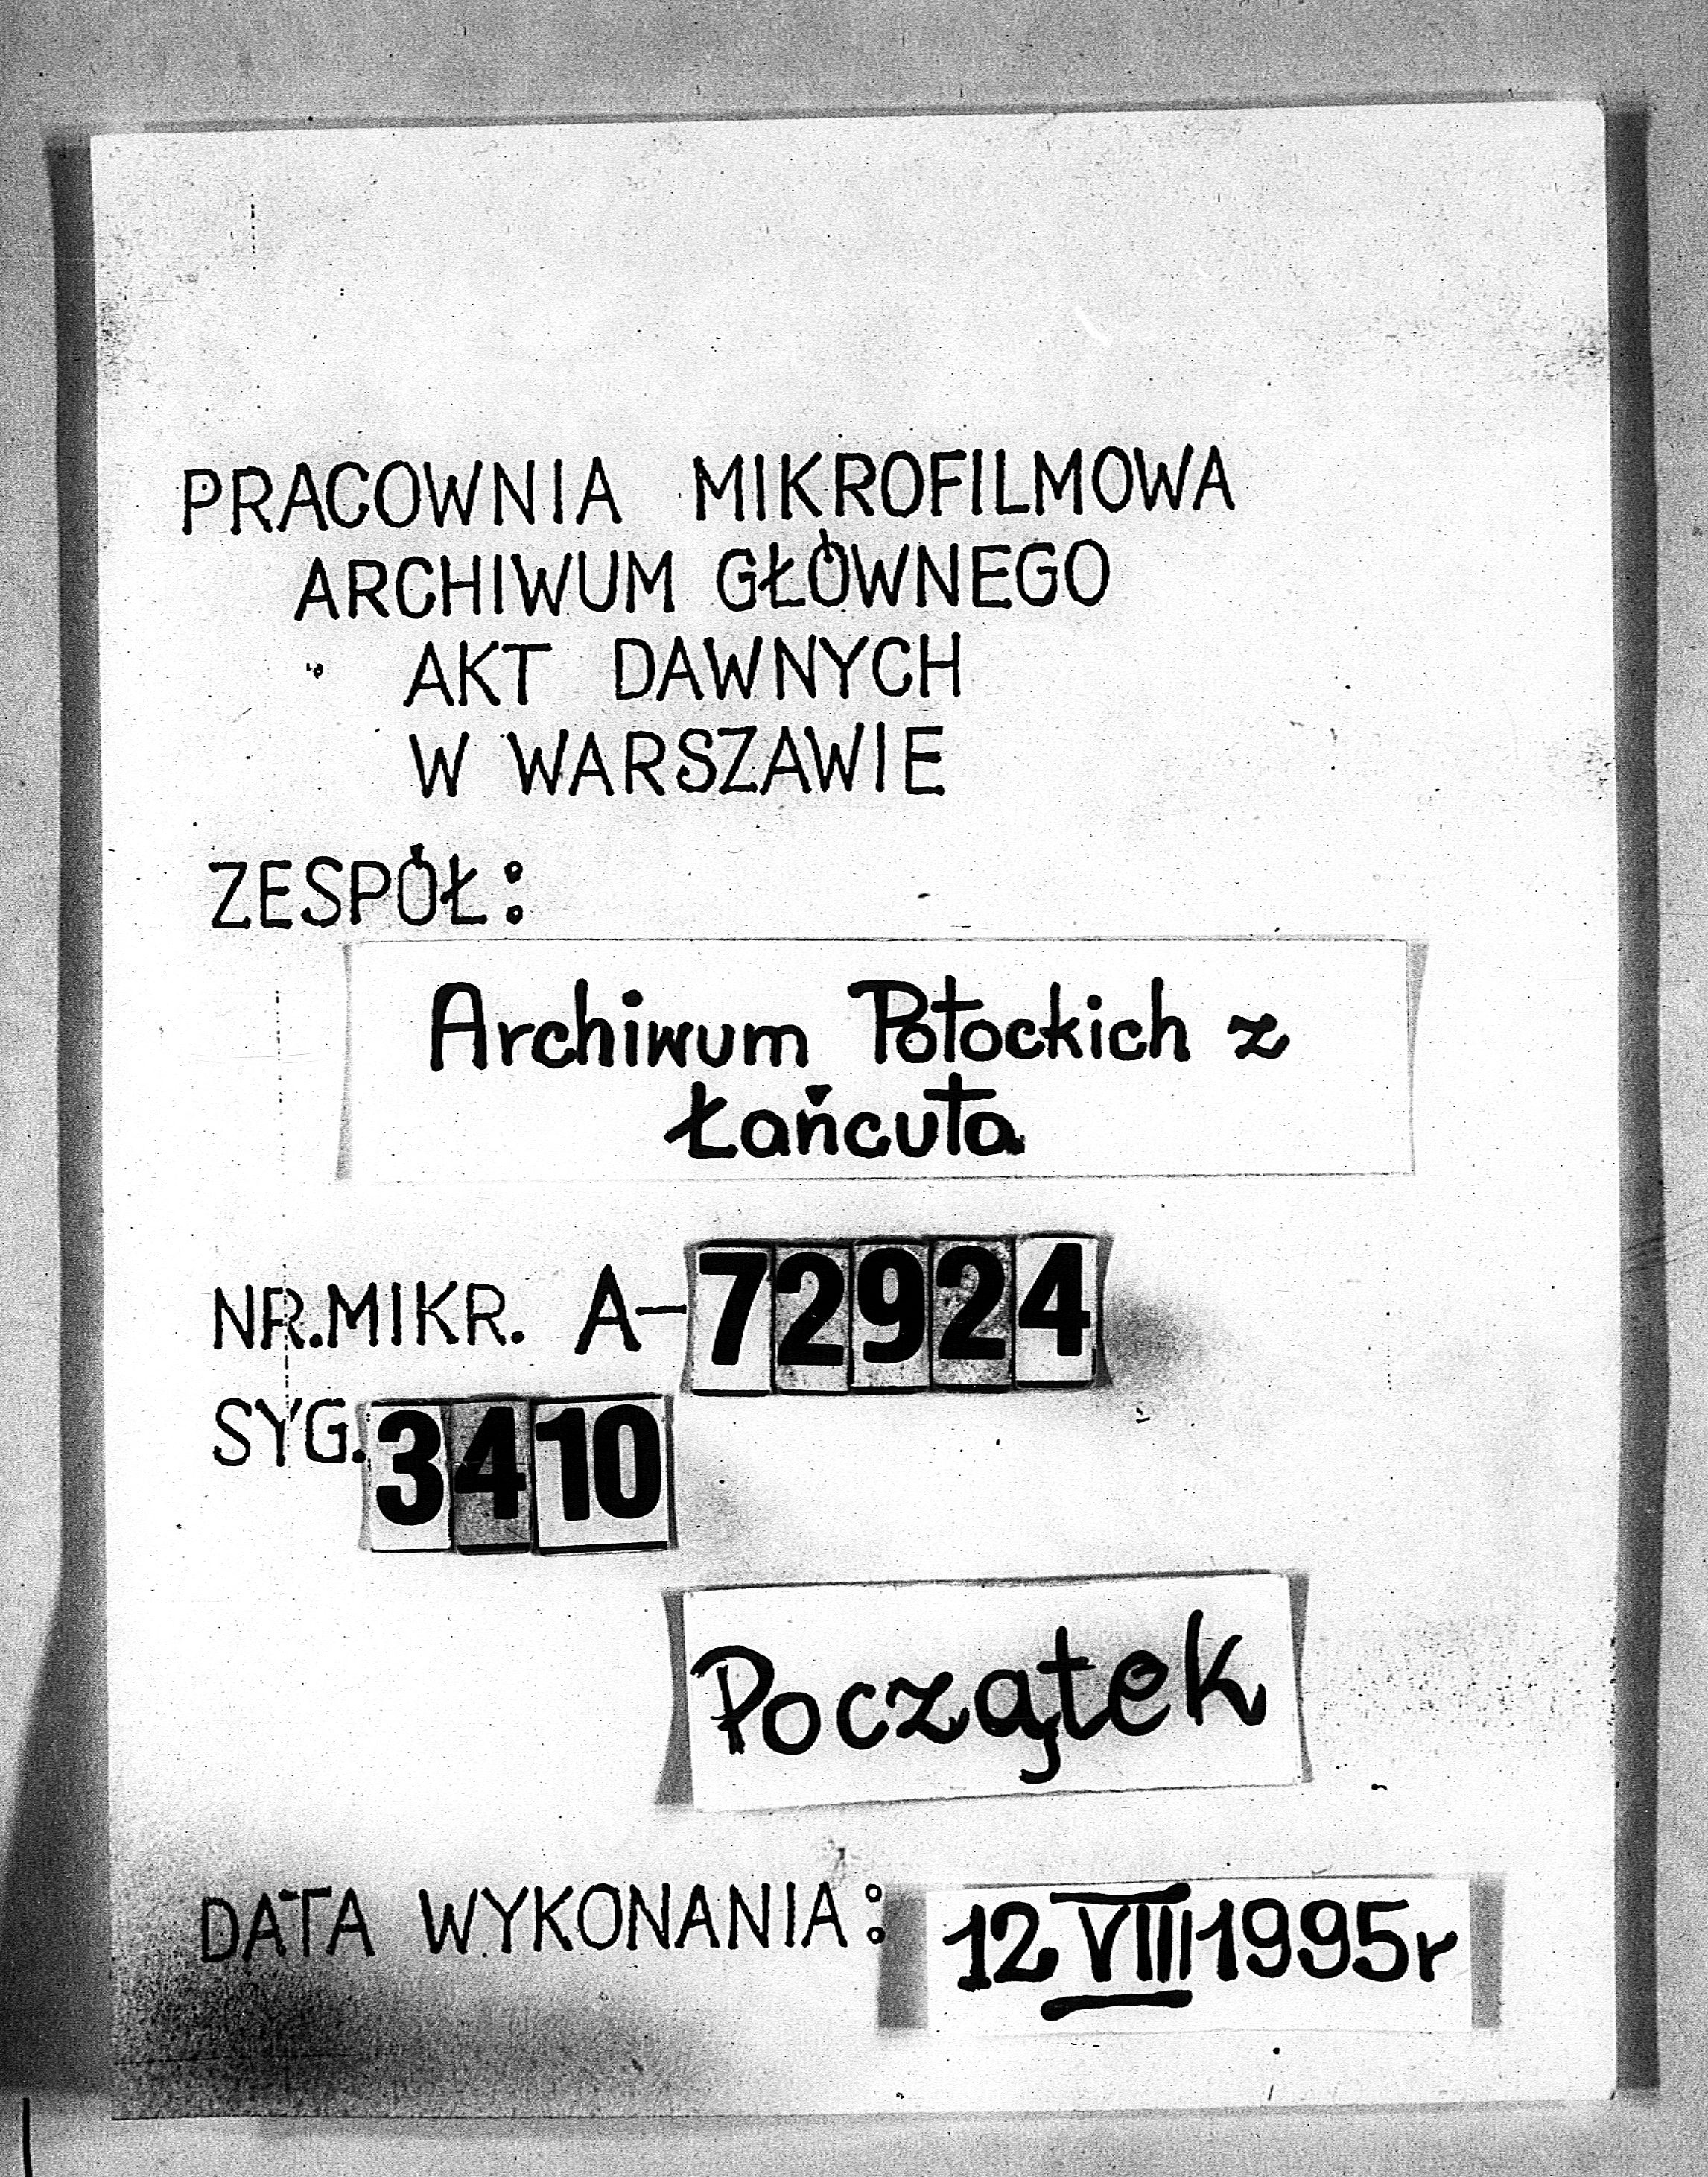 PRACOWNIA MIKROFILMOWA
ARCHIWUM GŁÓWNEGO
AKT DAWNYCH
W WARSZAWIE
ZESPÓŁ:
Archiwum Potockich z
Łańcuta
NR.MIKR. A-72924
SYG. 3410
Początek
DATA WYKONANIA: 12 VIII 1995r